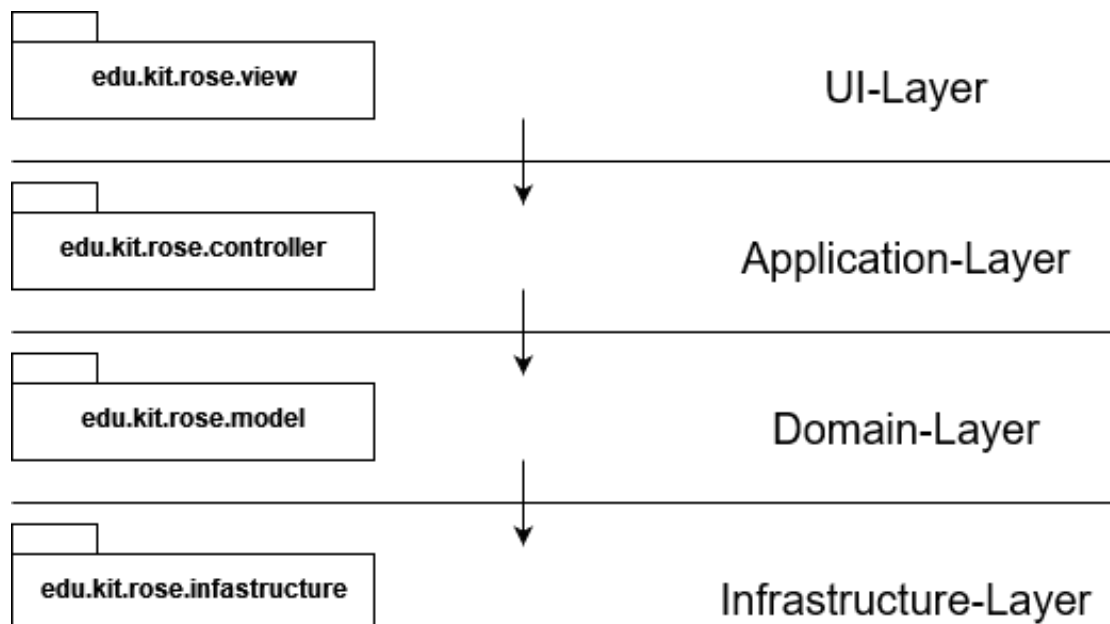 edu.kit.rose.view
UI-Layer
edu.kit.rose.controller
Application-Layer
edu.kit.rose.model
Domain-Layer
edu.kit.rose.infastructure
Infrastructure-Layer